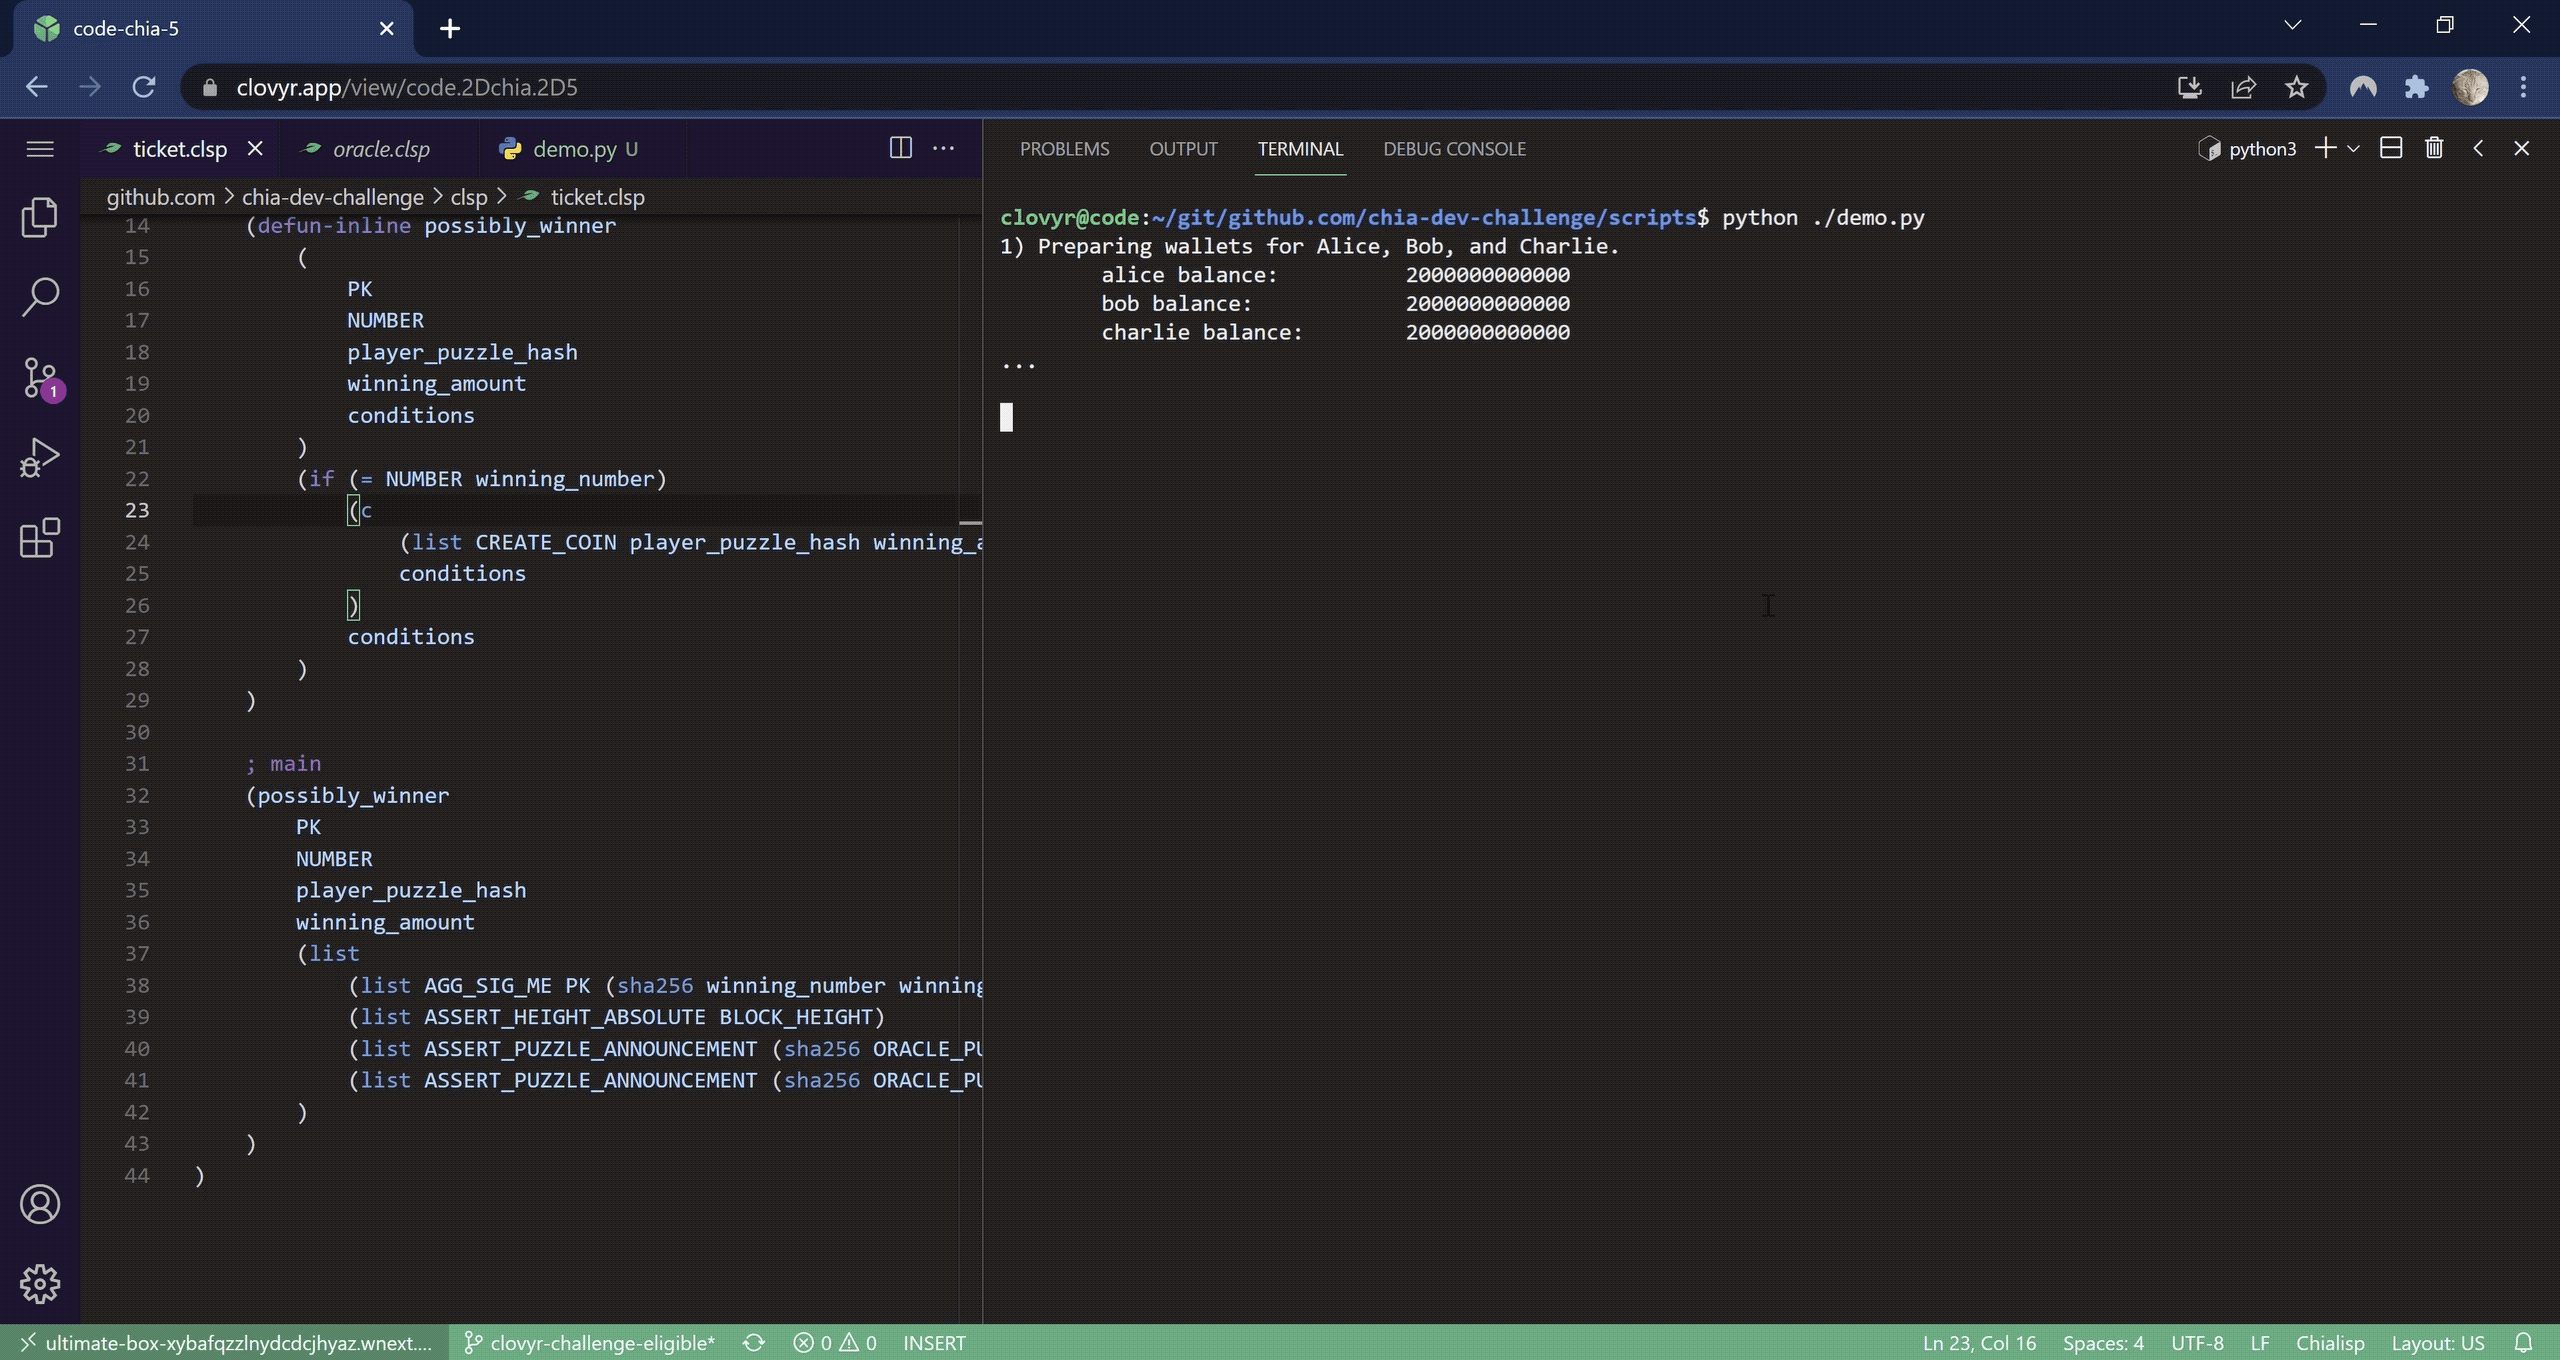 code-chia-5
clovyr.app/view/code.2Dchia.2D5
ticket.clsp
oracle.clsp
demo.py U
github.com > chia-dev-challenge > clsp > ticket.clsp
14 (defun-inline possibly_winner
15 (
16 PK
17 NUMBER
18 player_puzzle_hash
19 winning_amount
20 conditions
21 )
22 (if (= NUMBER winning_number)
23 (c
24 (list CREATE_COIN player_puzzle_hash winning_a
25 conditions
26 )
27 conditions
28 )
29 )
30
31 ; main
32 (possibly_winner
33 PK
34 NUMBER
35 player_puzzle_hash
36 winning_amount
37 (list
38 (list AGG_SIG_ME PK (sha256 winning_number winning
39 (list ASSERT_HEIGHT_ABSOLUTE BLOCK_HEIGHT)
40 (list ASSERT_PUZZLE_ANNOUNCEMENT (sha256 ORACLE_PU
41 (list ASSERT_PUZZLE_ANNOUNCEMENT (sha256 ORACLE_PU
42 )
43 )
44 )
1
PROBLEMS OUTPUT TERMINAL DEBUG CONSOLE
python3
clovyr@code:~/git/github.com/chia-dev-challenge/scripts$ python ./demo.py
1) Preparing wallets for Alice, Bob, and Charlie.
alice balance: 2000000000000
bob balance: 2000000000000
charlie balance: 2000000000000
...
ultimate-box-xybafqzzlnydcdcjhyaz.wnext.... clovyr-challenge-eligible* 0 0 INSERT
Ln 23, Col 16 Spaces: 4 UTF-8 LF Chialisp Layout: US